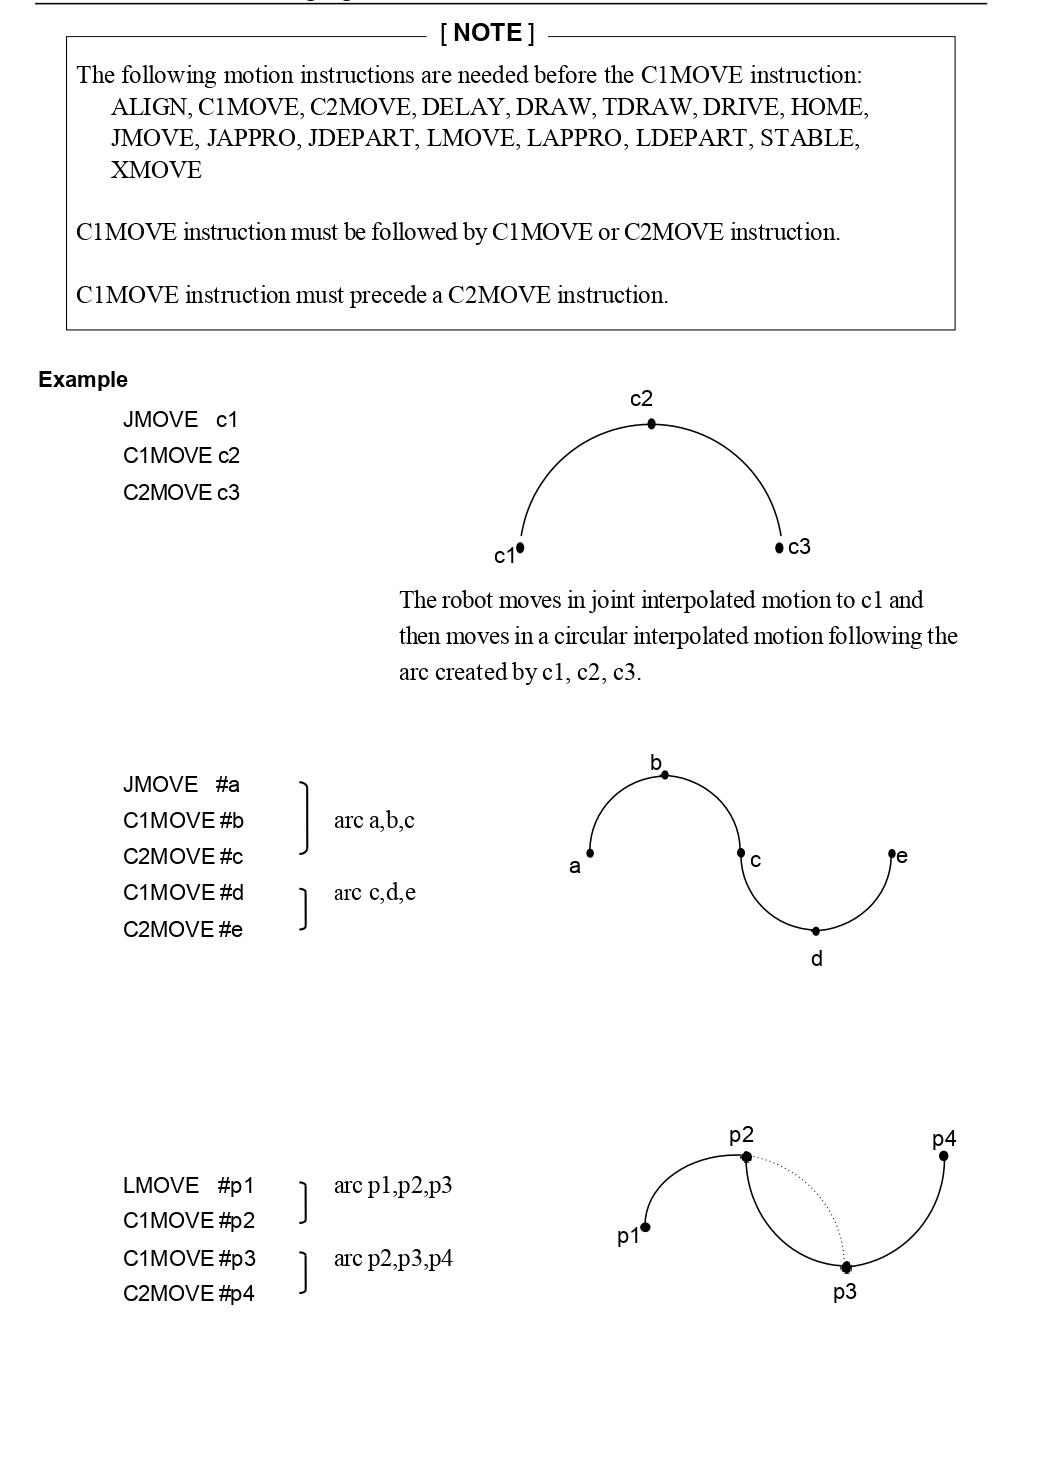 [ NOTE ]
The following motion instructions are needed before the C1MOVE instruction:
ALIGN, C1MOVE, C2MOVE, DELAY, DRAW, TDRAW, DRIVE, HOME,
JMOVE, JAPPRO, JDEPART, LMOVE, LAPPRO, LDEPART, STABLE,
XMOVE
C1MOVE instruction must be followed by C1MOVE or C2MOVE instruction.
C1MOVE instruction must precede a C2MOVE instruction.
Example
JMOVE c1
C1MOVE c2
C2MOVE c3
c2
c1
c3
The robot moves in joint interpolated motion to c1 and
then moves in a circular interpolated motion following the
arc created by c1, c2, c3.
JMOVE #a
C1MOVE #b
arc a,b,c
C2MOVE #c
C1MOVE #d
arc c,d,e
C2MOVE #e
b
a
c
e
d
LMOVE #p1
arc p1,p2,p3
C1MOVE #p2
C1MOVE #p3
arc p2,p3,p4
C2MOVE #p4
p2
p4
p1
p3